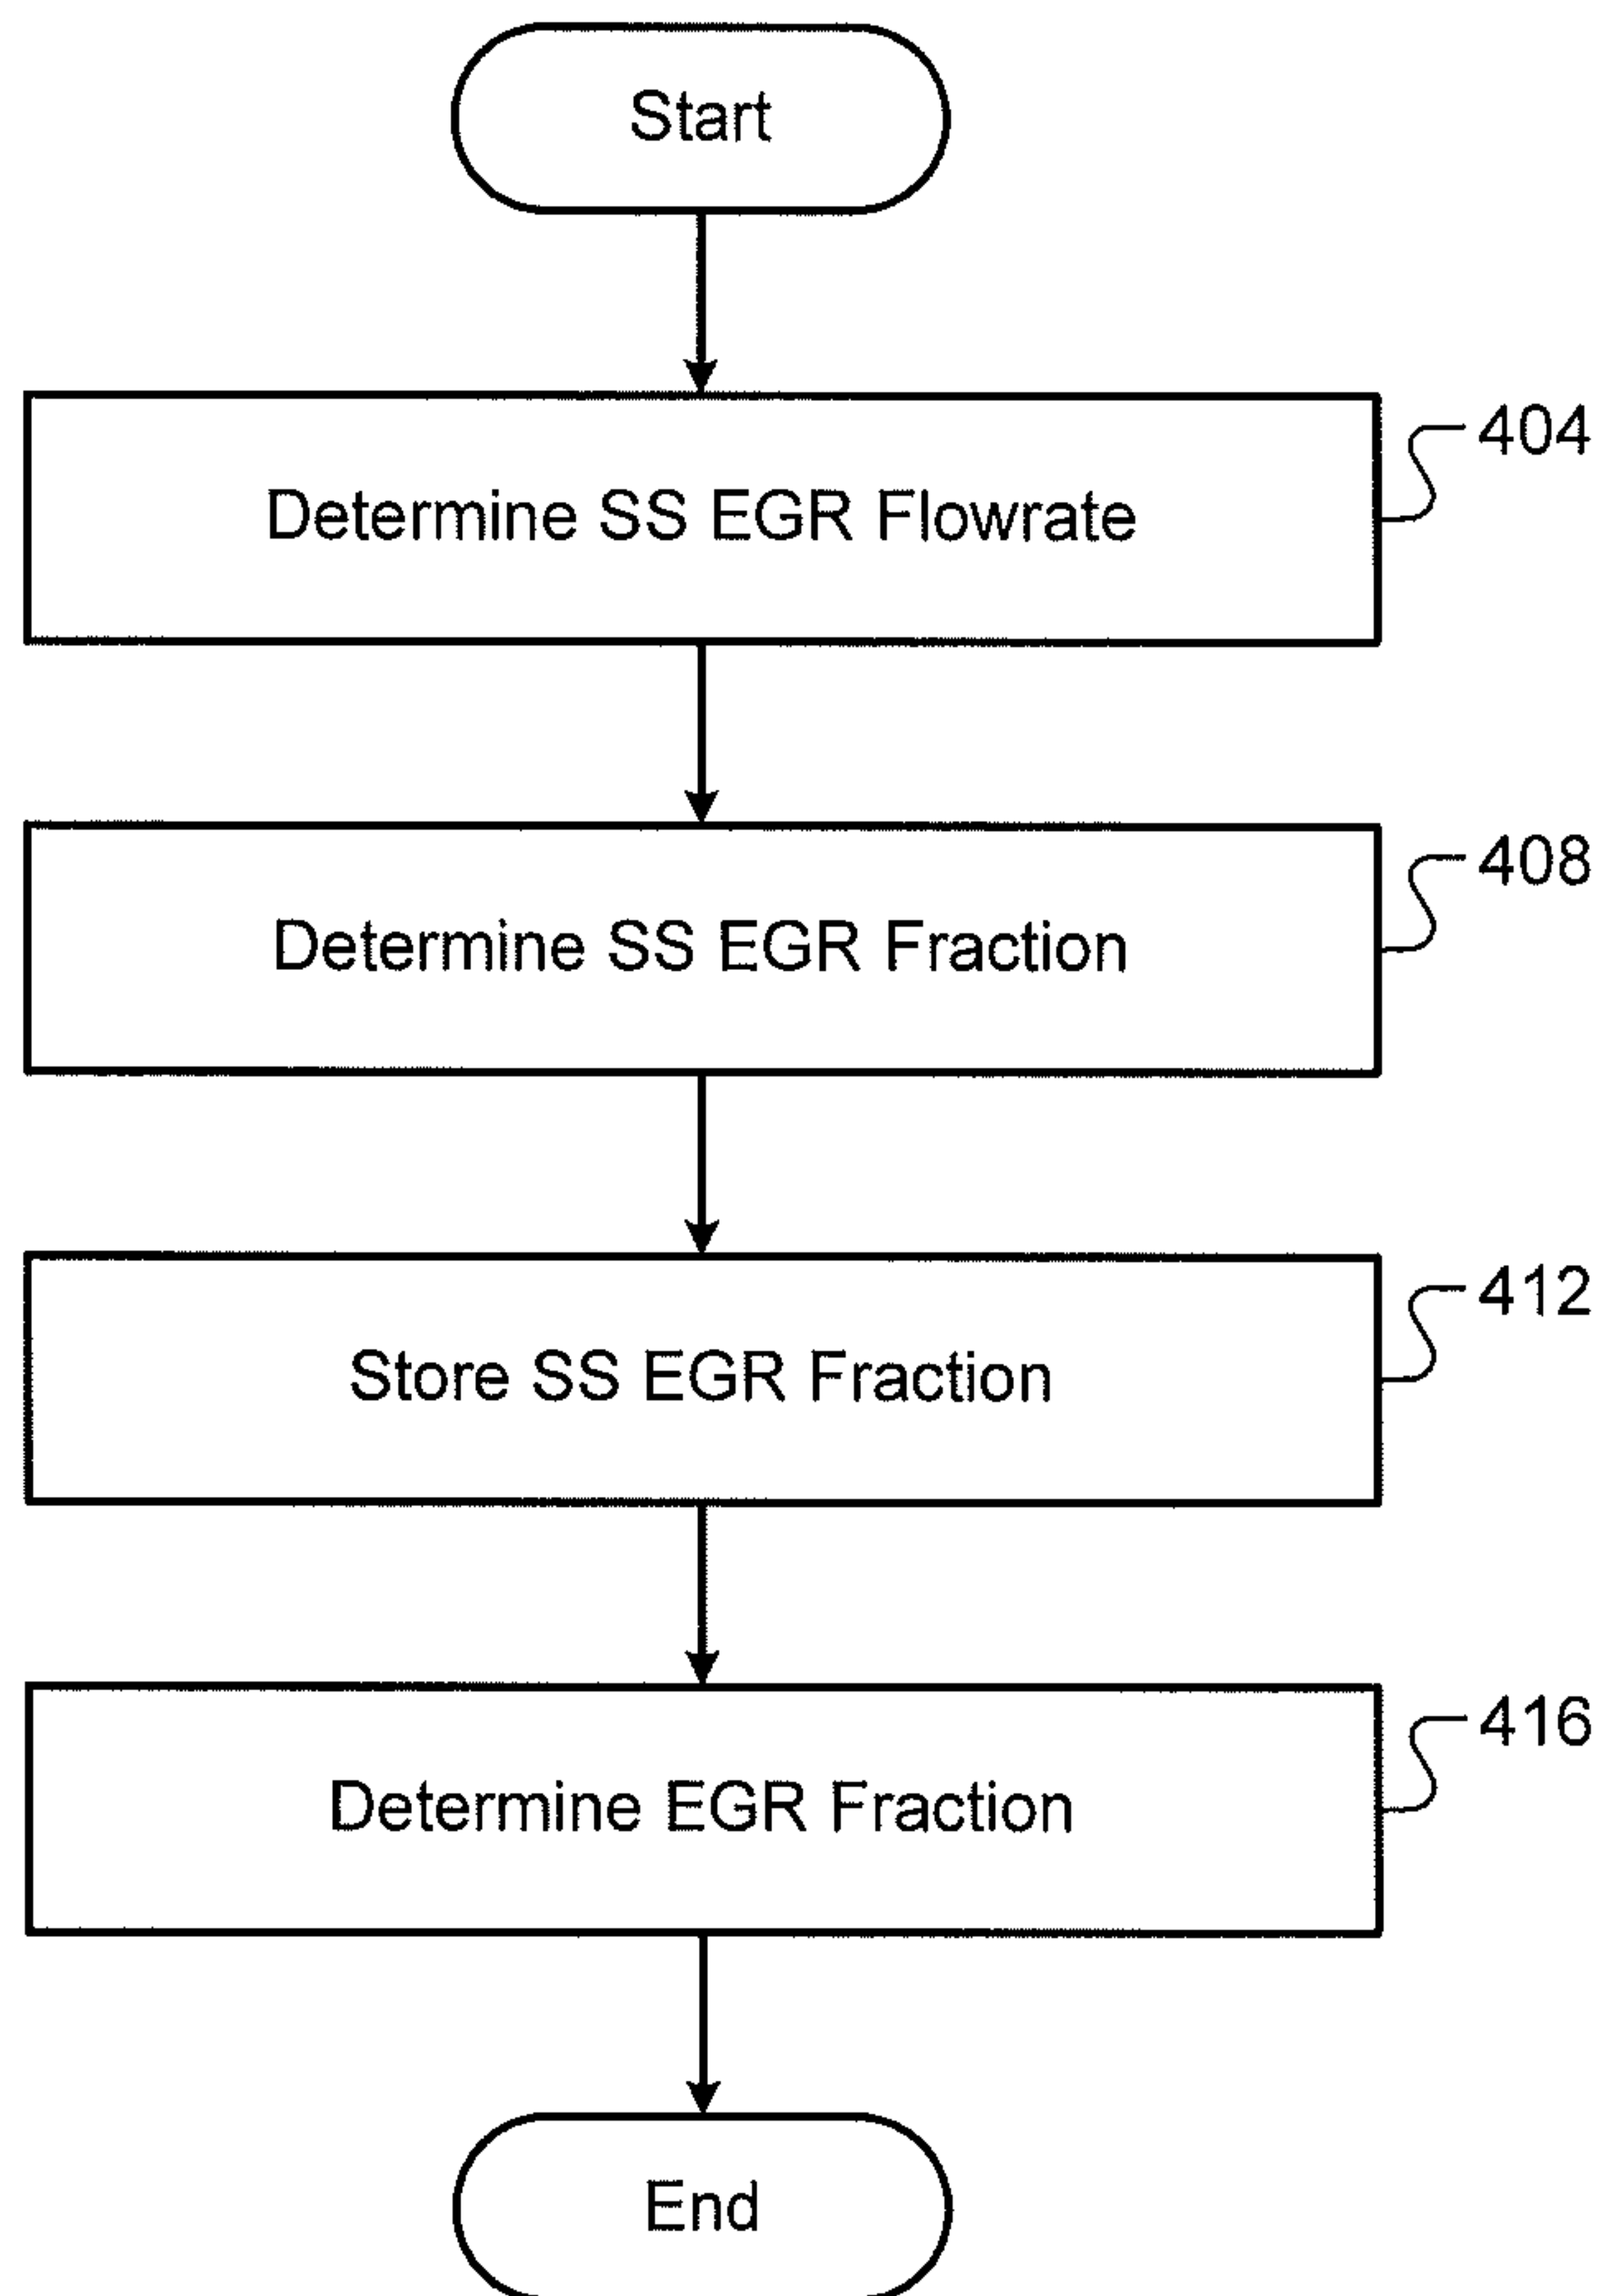 Start
404
Determine SS EGR Flowrate
408
Determine SS EGR Fraction
412
Store SS EGR Fraction
416
Determine EGR Fraction
End